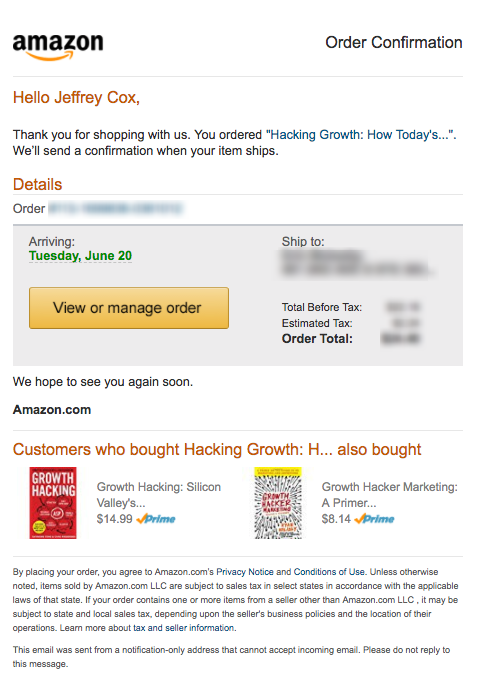 amazon
Order Confirmation
Hello Jeffrey Cox,
Thank you for shopping with us. You ordered "Hacking Growth: How Today's...".
We'll send a confirmation when your item ships.
Details
Order
Arriving:
Tuesday, June 20
View or manage order
Ship to:
Total Before Tax:
Estimated Tax:
Order Total:
We hope to see you again soon.
Amazon.com
Customers who bought Hacking Growth: H... also bought
GROWTH
HACKING
Growth Hacking: Silicon
Valley's...
$14.99 Prime
GROWTH
HACKER
MARKETING
Growth Hacker Marketing:
A Primer...
$8.14 Prime
By placing your order, you agree to Amazon.com's Privacy Notice and Conditions of Use. Unless otherwise
noted, items sold by Amazon.com LLC are subject to sales tax in select states in accordance with the applicable
laws of that state. If your order contains one or more items from a seller other than Amazon.com LLC , it may be
subject to state and local sales tax, depending upon the seller's business policies and the location of their
operations. Learn more about tax and seller information.
This email was sent from a notification-only address that cannot accept incoming email. Please do not reply to
this message.